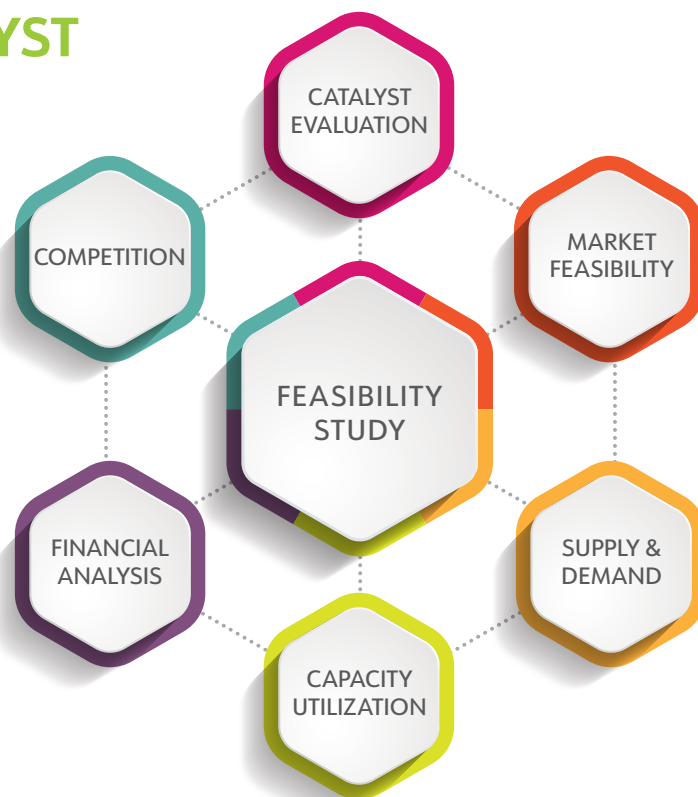 YST
CATALYST
EVALUATION
COMPETITION
MARKET
FEASIBILITY
FEASIBILITY
STUDY
FINANCIAL
ANALYSIS
SUPPLY &
DEMAND
CAPACITY
UTILIZATION